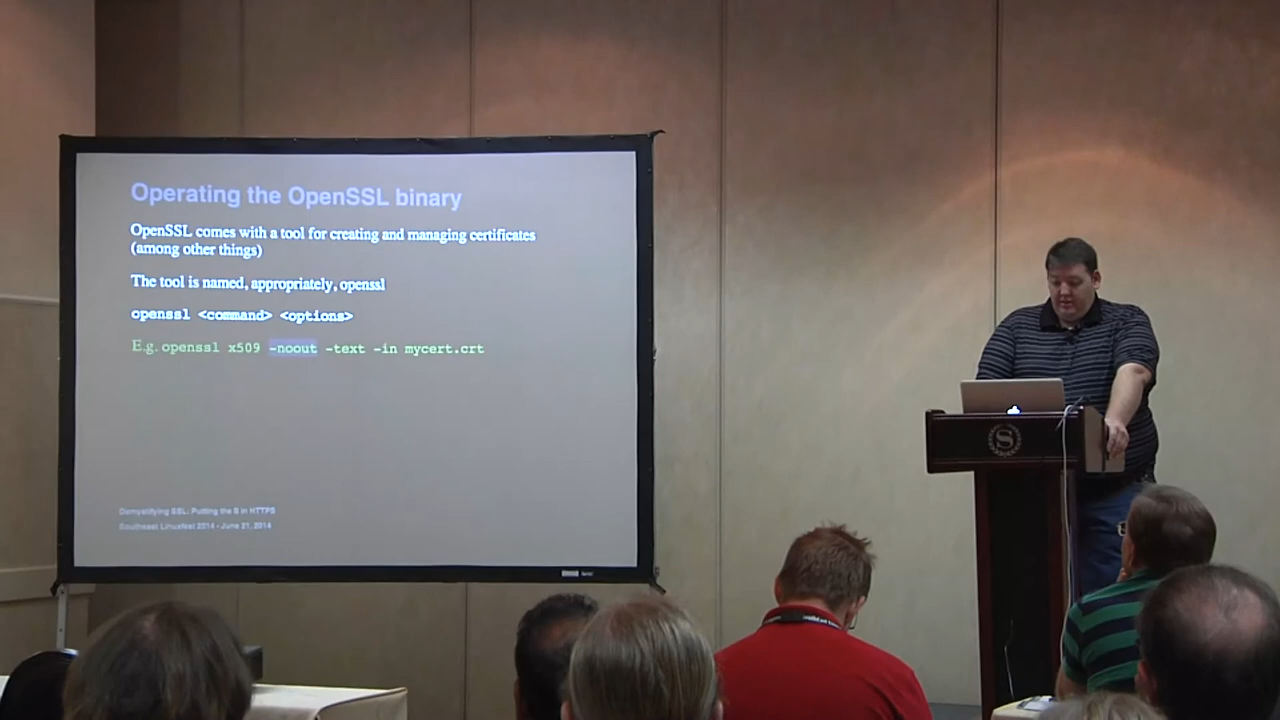 Operating the OpenSSL binary
OpenSSL comes with a tool for creating and managing certificates
(among other things)
The tool is named, appropriately, openssl
openssl <command> <options>
E.g. openssl x509 -noout -text -in mycert.crt
Demystifying SSL: Putting the S in HTTPS
Southeast Linuxfest 2014 - June 21, 2014
S